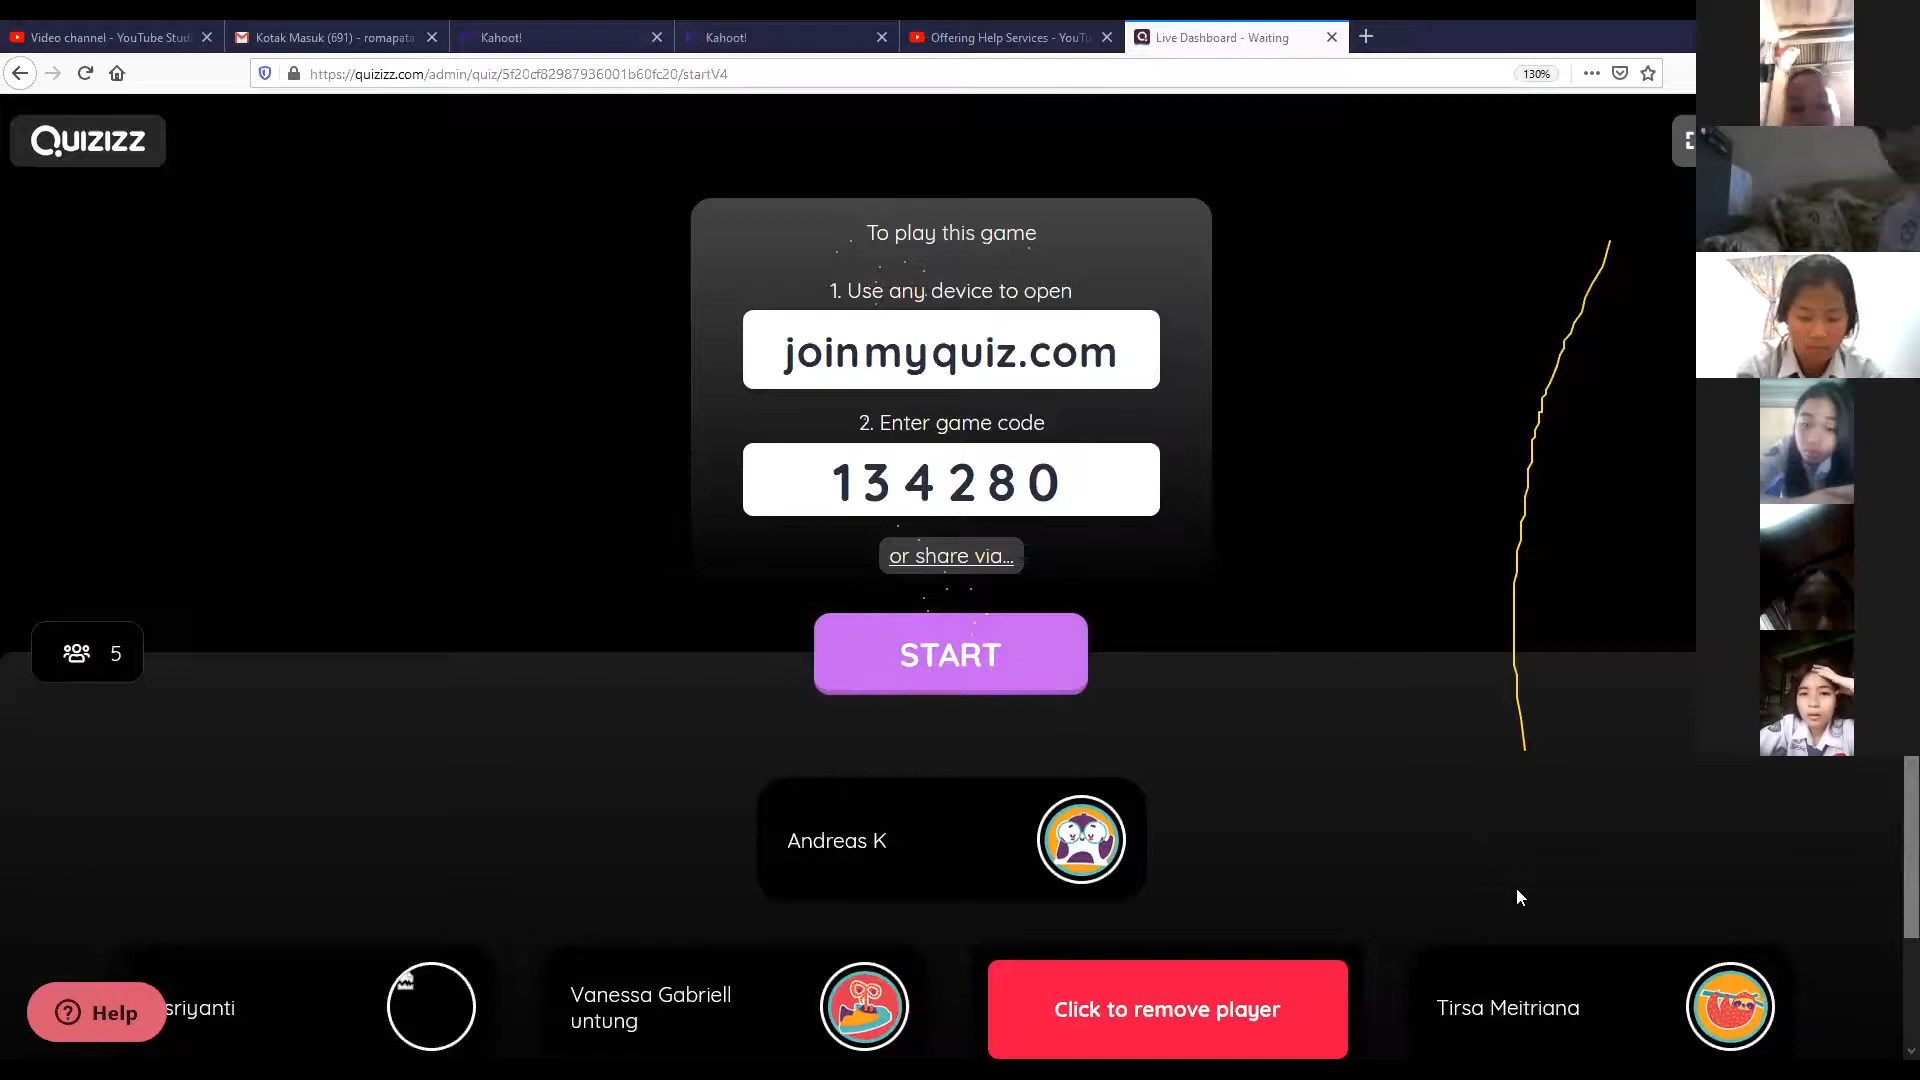 Video channel - YouTube Stud
Kotak Masuk (691) - romapata
Kahoot!
Kahoot!
Offering Help Services - YouTu
Live Dashboard - Waiting
https://quizizz.com/admin/quiz/5f20cf82987936001b60fc20/startV4
130%
QUIZIZZ
To play this game
1. Use any device to open
joinmyquiz.com
2. Enter game code
134280
or share via...
START
5
Andreas K
sriyanti
Vanessa Gabriell
untung
Click to remove player
Tirsa Meitriana
Help